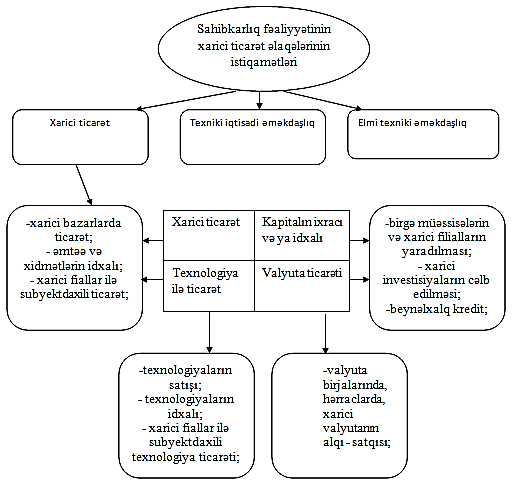 Sahibkarlıq fəaliyyətinin
xarici ticarət əlaqələrinin
istiqamətləri
Xarici ticarət
Texniki iqtisadi əməkdaşlıq
Elmi texniki əməkdaşlıq
-xarici bazarlarda
ticarət;
- əmtəə və
xidmətlərin idxalı;
- xarici fiallar ilə
subyektdaxili ticarət;
Xarici ticarət
Kapitalın ixracı
və ya idxalı
Texnologiya
ilə ticarət
Valyuta ticarəti
-birgə müəssisələrin
və xarici filialların
yaradılması;
- xarici
investisiyaların cəlb
edilməsi;
-beynəlxalq kredit;
-texnologiyaların
satışı;
- texnologiyaların
idxalı;
- xarici fiallar ilə
subyektdaxili
texnologiya ticarəti;
-valyuta
birjalarında,
hərraclarda,
xarici
valyutanın
alqı - satqısı;